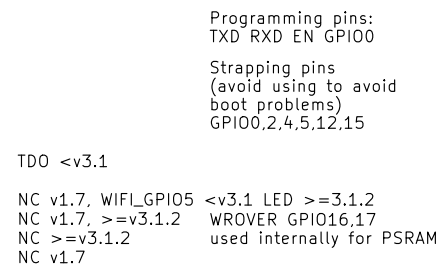 Programming pins:
TXD RXD EN GPIO0
Strapping pins
(avoid using to avoid
boot problems)
GPIO0,2,4,5,12,15
TDO <v3.1
NC v1.7, WIFI_GPIO5 <v3.1 LED >=3.1.2
NC v1.7, >=v3.1.2 WROVER GPIO16,17
NC >=v3.1.2 used internally for PSRAM
NC v1.7